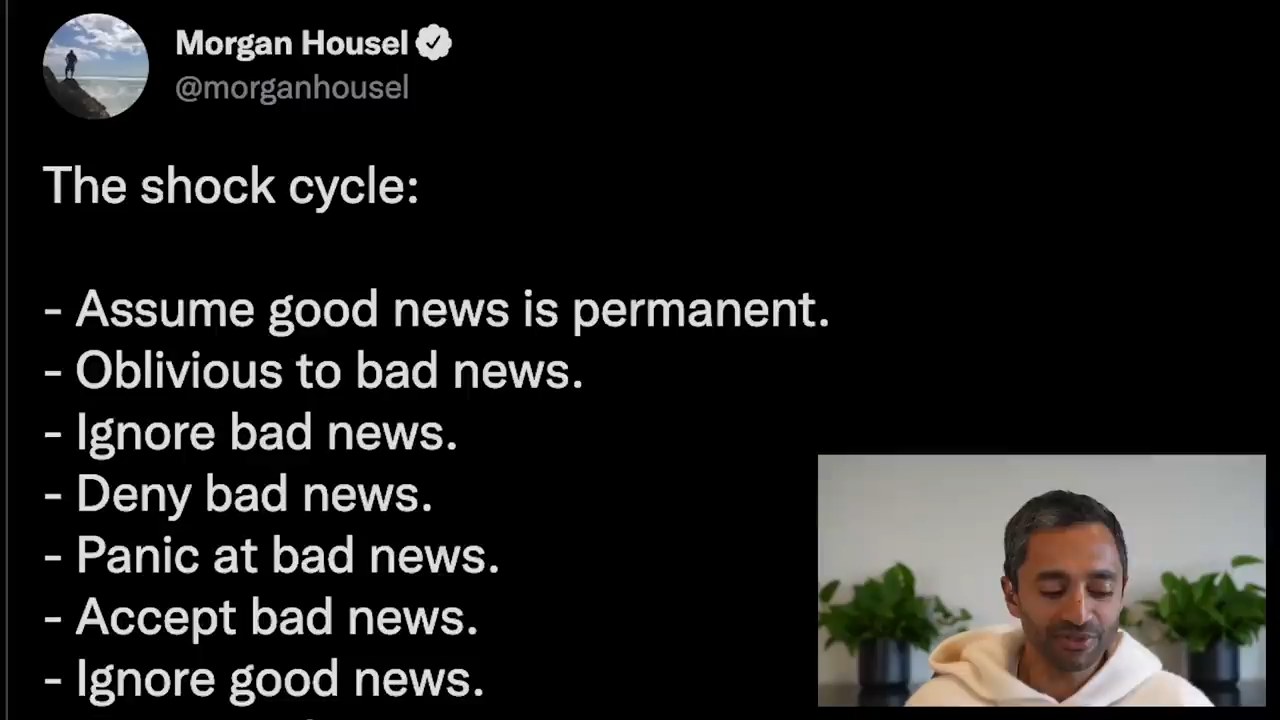 Morgan Housel
@morganhousel
The shock cycle:
- Assume good news is permanent.
- Oblivious to bad news.
- Ignore bad news.
- Deny bad news.
- Panic at bad news.
- Accept bad news.
- Ignore good news.